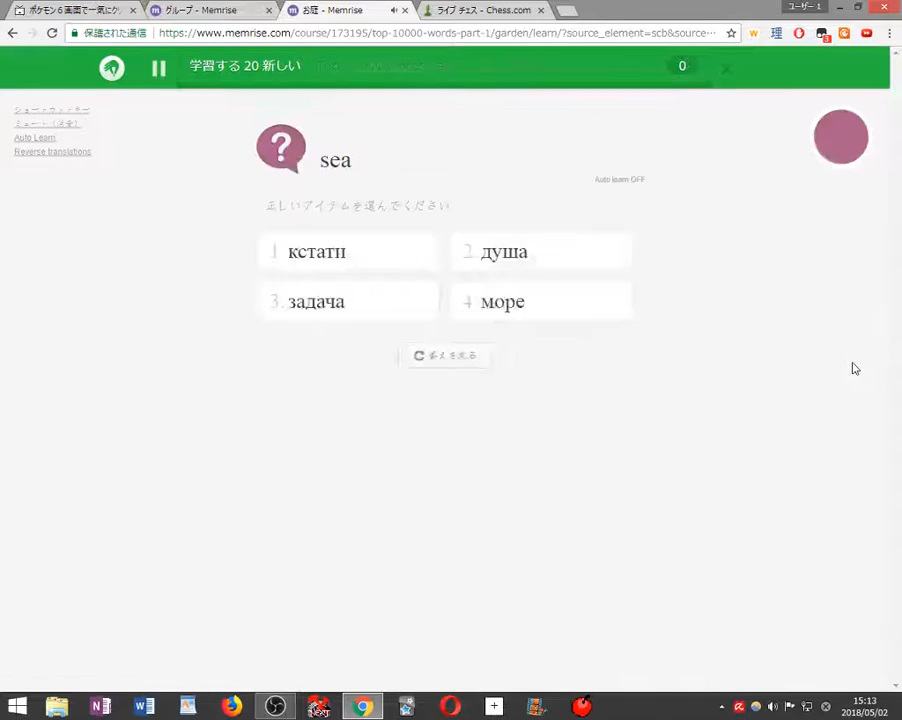 ポケモン6画面で一気にク
グループ - Memrise
お庭 - Memrise
ライブ チェス - Chess.com
ユーザー 1
保護された通信
https://www.memrise.com/course/173195/top-10000-words-part-1/garden/learn/?source_element=scb&source…
学習する 20 新しい
0
Auto Learn
Reverse translations
sea
Auto learn OFF
正しいアイテムを選んでください
1 кстати
2 душа
3 задача
4 море
答えを見る
15:13
2018/05/02